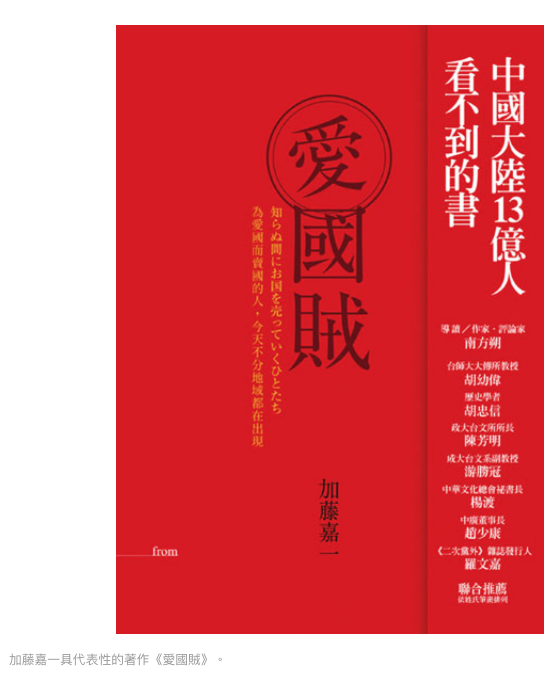 中國大陸13億人
看不到的書
導讀／作家・評論家
南方朔
台師大大傳所教授
胡幼偉
歷史學者
胡忠信
政大台文所所長
陳芳明
成大台文系副教授
游勝冠
中華文化總會祕書長
楊渡
中廣董事長
趙少康
《二次黨外》雜誌發行人
羅文嘉
聯合推薦
依姓氏筆畫排列
愛國賊
知らぬ間にお国を売っていくひとたち
為愛國而賣國的人，今天不分地域都在出現
加藤嘉一
from
加藤嘉一具代表性的著作《愛國賊》。